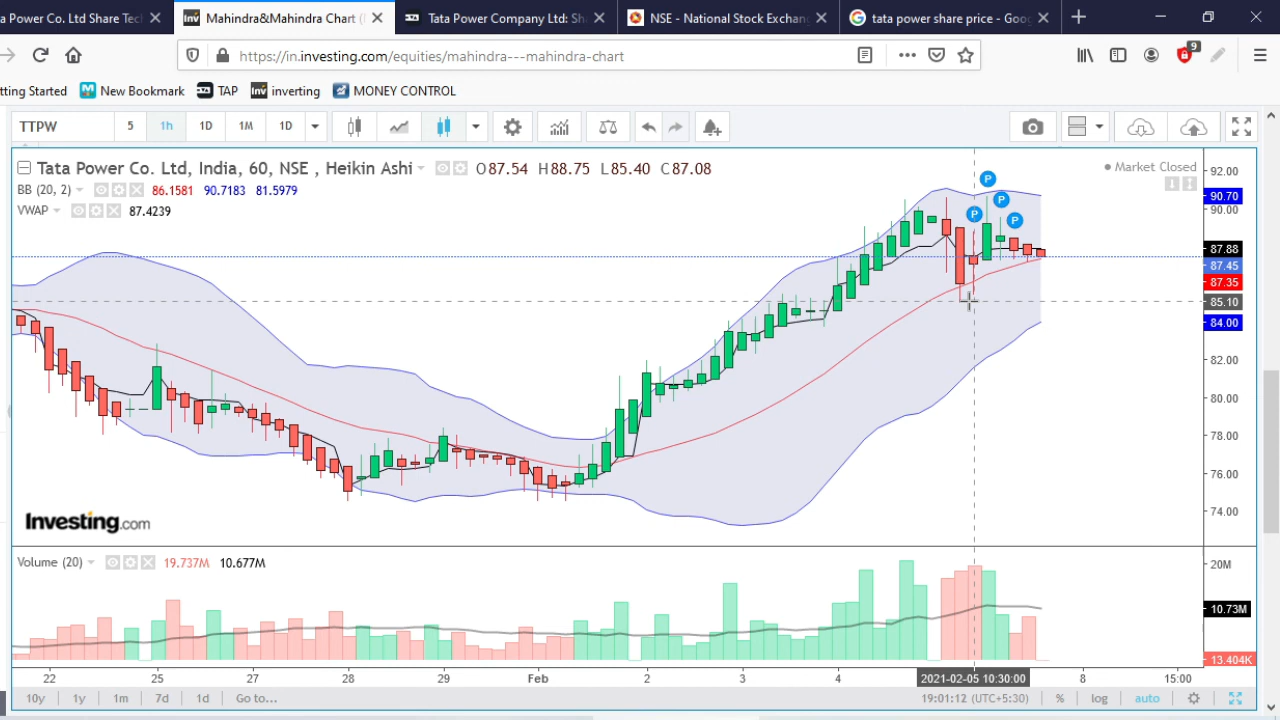 a Power Co. Ltd Share Tech
Mahindra&Mahindra Chart (
Tata Power Company Ltd: Sh
NSE - National Stock Exchan
tata power share price - Goo
9
https://in.investing.com/equities/mahindra---mahindra-chart
tting Started
New Bookmark
TAP
Inv inverting
MONEY CONTROL
TTPW 5 1h 1D 1M 1D
Tata Power Co. Ltd, India, 60, NSE , Heikin Ashi O87.54 H88.75 L85.40 C87.08
Market Closed
BB (20, 2) 86.1581 90.7183 81.5979
VWAP 87.4239
P
P
P
P
92.00
90.70
90.00
87.88
87.45
87.35
85.10
84.00
82.00
80.00
78.00
76.00
74.00
Investing.com
Volume (20) 19.737M 10.677M
20M
10.73M
13.404K
22 25 27 28 29 Feb 2 3 4 2021-02-05 10:30:00 8 15:00
10y 1y 1m 7d 1d Go to... 19:01:12 (UTC+5:30) % log auto